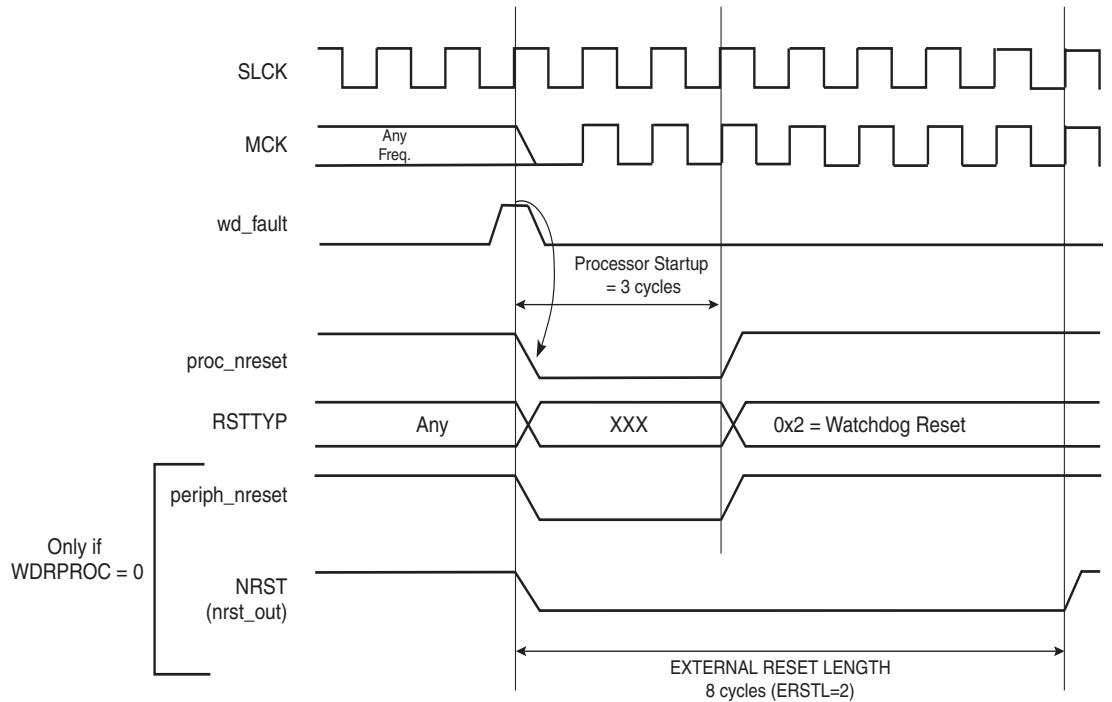 SLCK
MCK
Any
Freq.
wd_fault
Processor Startup
= 3 cycles
proc_nreset
RSTTYP
Any
XXX
0x2 = Watchdog Reset
periph_nreset
Only if
WDRPROC = 0
NRST
(nrst_out)
EXTERNAL RESET LENGTH
8 cycles (ERSTL=2)